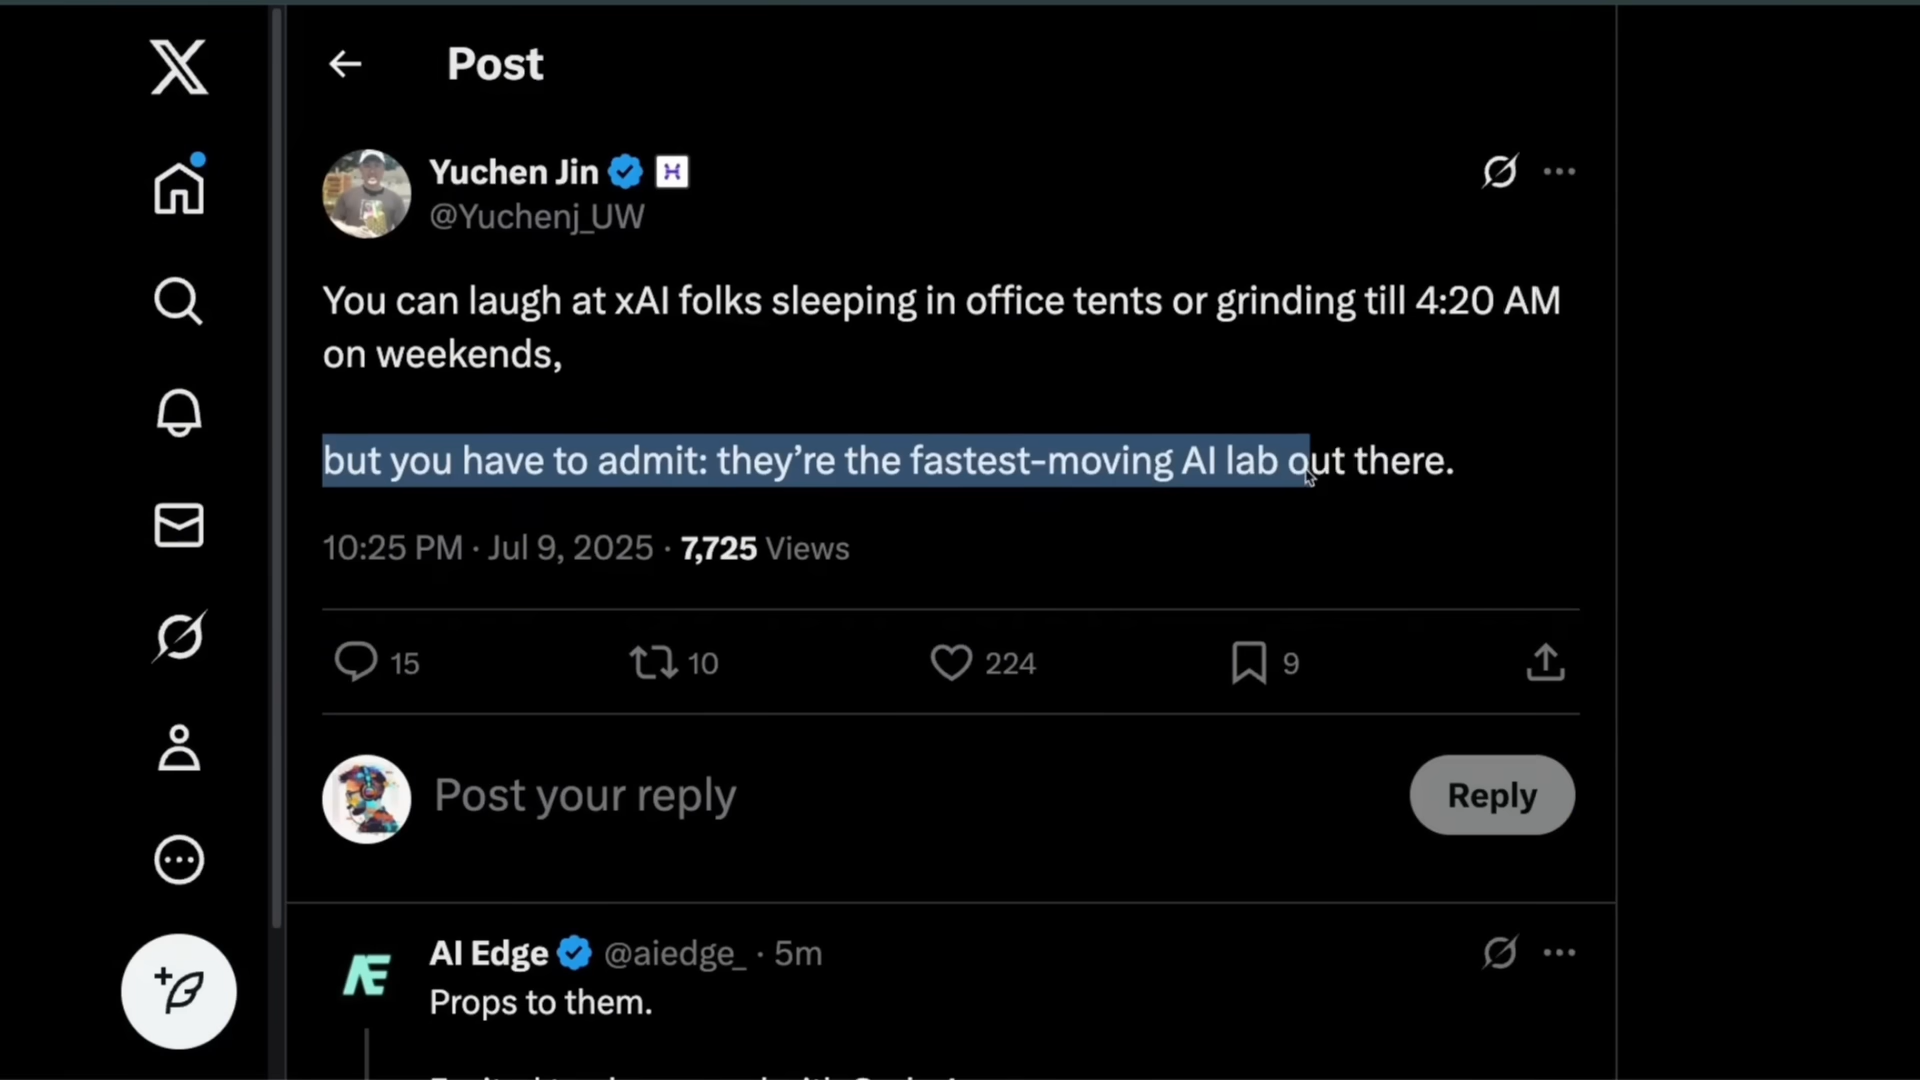 Post
Yuchen Jin
@Yuchenj_UW
You can laugh at xAI folks sleeping in office tents or grinding till 4:20 AM
on weekends,
but you have to admit: they’re the fastest-moving AI lab out there.
10:25 PM · Jul 9, 2025 · 7,725 Views
15 10 224 9
Post your reply
Reply
AI Edge @aiedge_ · 5m
Props to them.